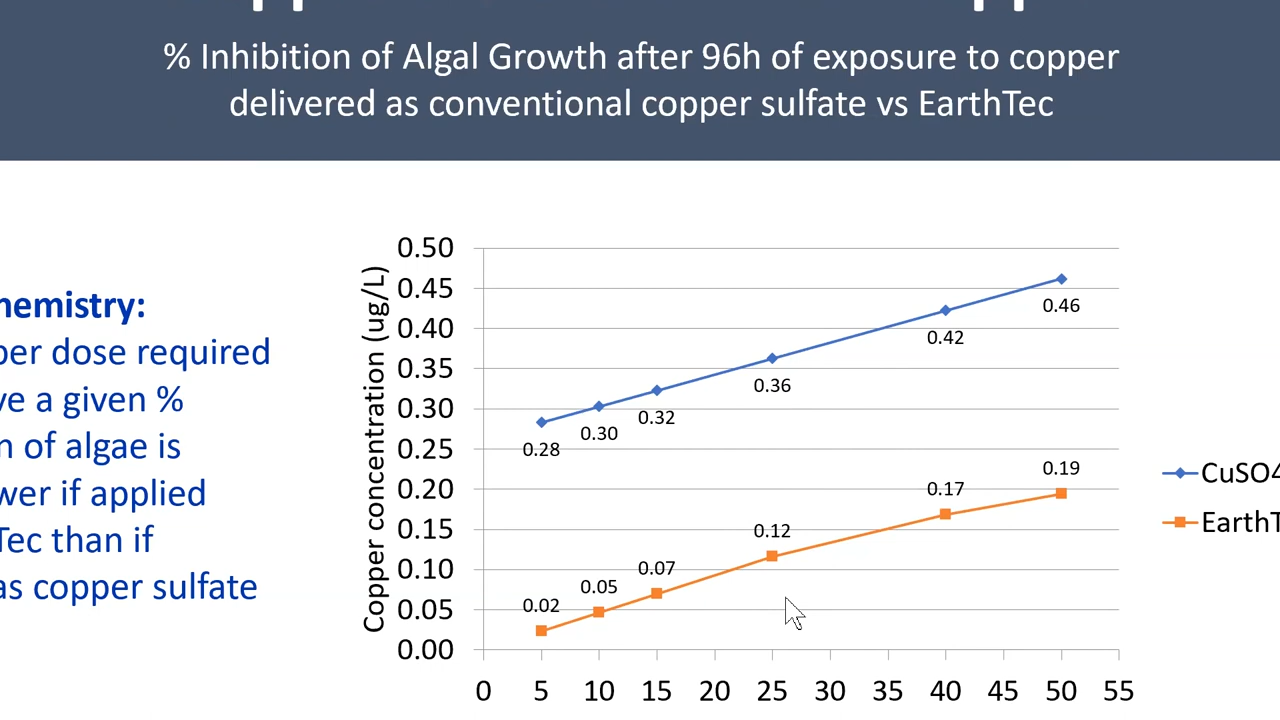 % Inhibition of Algal Growth after 96h of exposure to copper
delivered as conventional copper sulfate vs EarthTec
hemistry:
per dose required
ve a given %
n of algae is
wer if applied
Tec than if
as copper sulfate
Copper concentration (ug/L)
0.50
0.45
0.40
0.35
0.30
0.25
0.20
0.15
0.10
0.05
0.00
0.28
0.30
0.32
0.36
0.42
0.46
0.02
0.05
0.07
0.12
0.17
0.19
0 5 10 15 20 25 30 35 40 45 50 55
CuSO4
EarthT